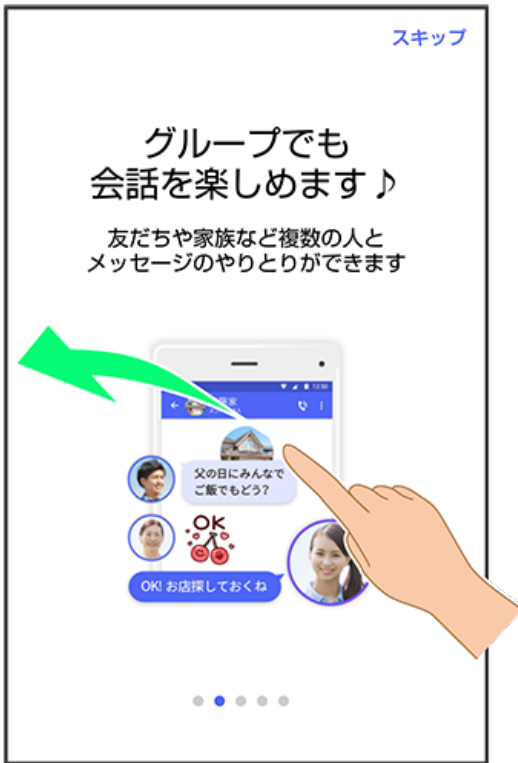 スキップ
グループでも
会話を楽しめます♪
友だちや家族など複数の人と
メッセージのやりとりができます
12:50
父の日にみんなで
ご飯でもどう?
OK
OK! お店探しておくね